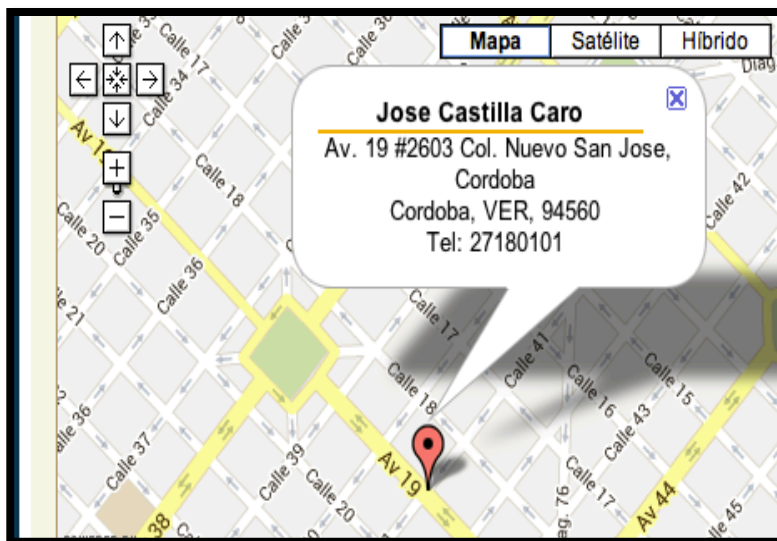 Mapa
Satélite
Híbrido
Jose Castilla Caro
Av. 19 #2603 Col. Nuevo San Jose,
Cordoba
Cordoba, VER, 94560
Tel: 27180101
Calle 17
Calle 34
Calle 18
Av 19
Calle 35
Calle 20
Calle 36
Calle 42
Calle 17
Calle 41
Calle 18
Calle 16
Calle 15
Calle 43
Calle 37
Calle 39
Calle 20
Av 19
Calle 17
Av 44
38